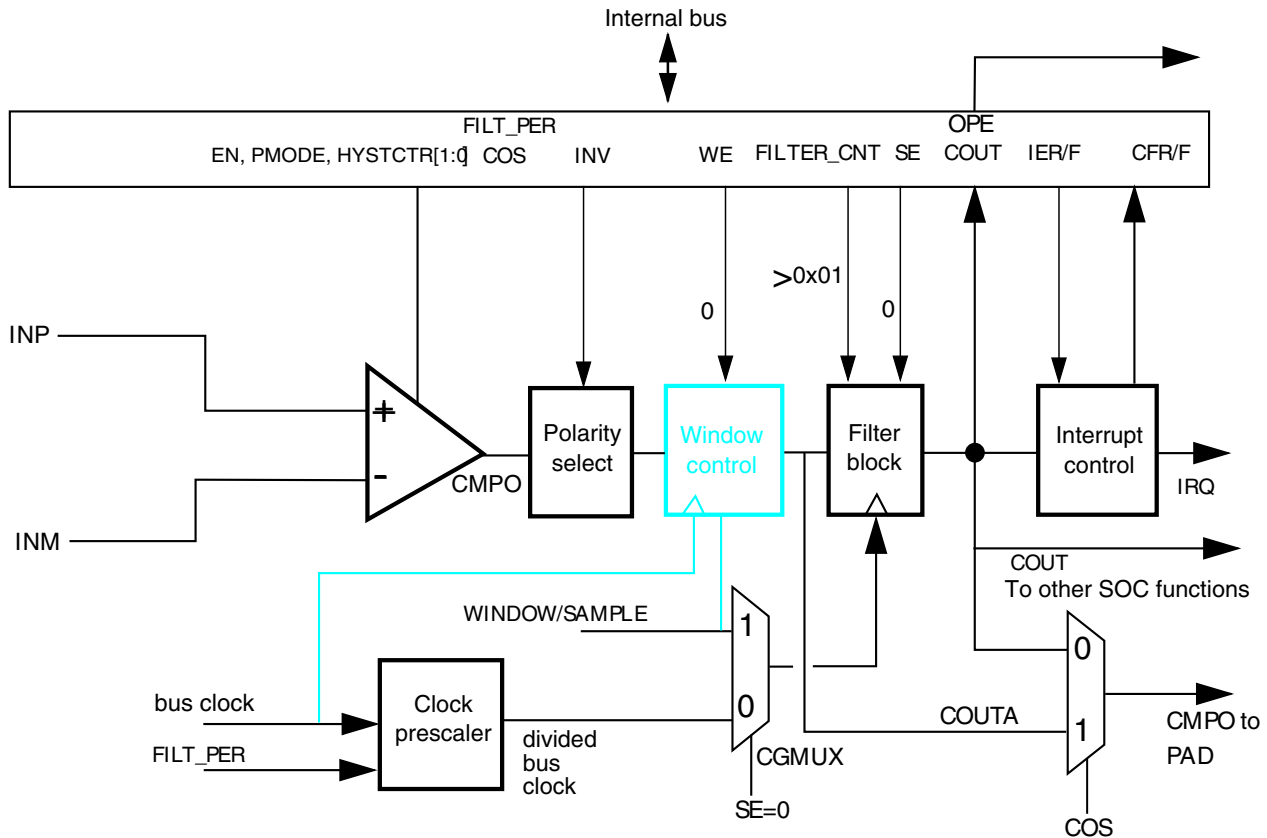 Internal bus
FILT_PER
OPE
EN, PMODE, HYSTCTR[1:0] COS INV WE FILTER_CNT SE COUT IER/F CFR/F
>0x01
0
0
INP
+
-
INM
CMPO
Polarity
select
Window
control
Filter
block
Interrupt
control
IRQ
COUT
To other SOC functions
WINDOW/SAMPLE
1
0
0
1
bus clock
FILT_PER
Clock
prescaler
divided
bus
clock
CGMUX
SE=0
COUTA
CMPO to
PAD
COS